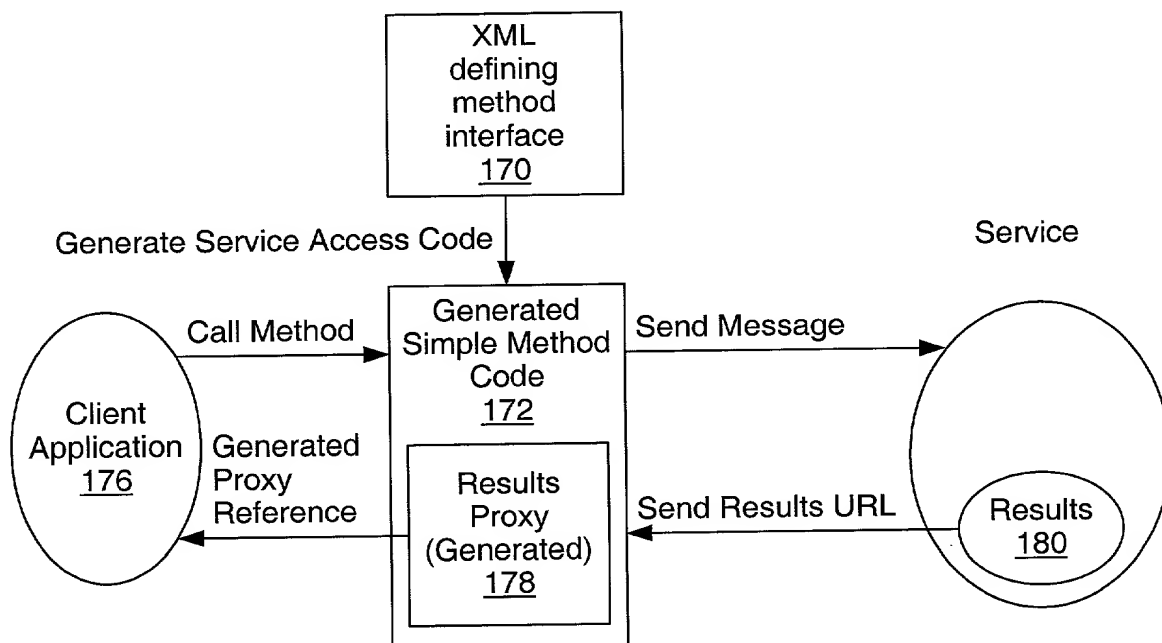 XML
defining
method
interface
170
Generate Service Access Code
Service
Call Method
Generated
Simple Method
Code
172
Send Message
Client
Application
176
Generated
Proxy
Reference
Results
Proxy
(Generated)
178
Send Results URL
Results
180